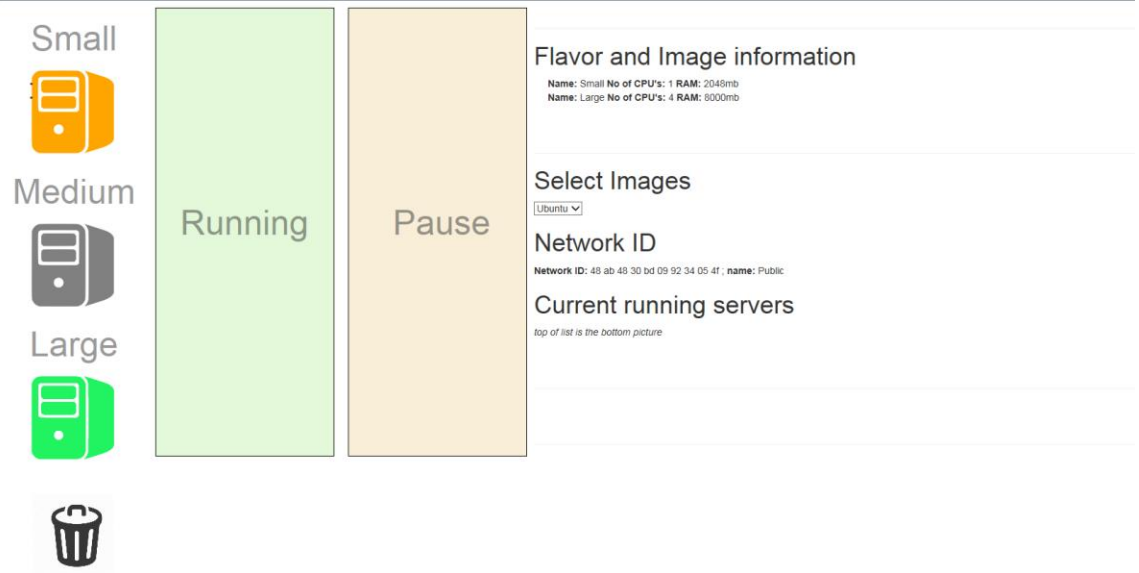 Small
Medium
Large
Running
Pause
Flavor and Image information
Name: Small No of CPU's: 1 RAM: 2048mb
Name: Large No of CPU's: 4 RAM: 8000mb
Select Images
Ubuntu
Network ID
Network ID: 48 ab 48 30 bd 09 92 34 05 4f ; name: Public
Current running servers
top of list is the bottom picture